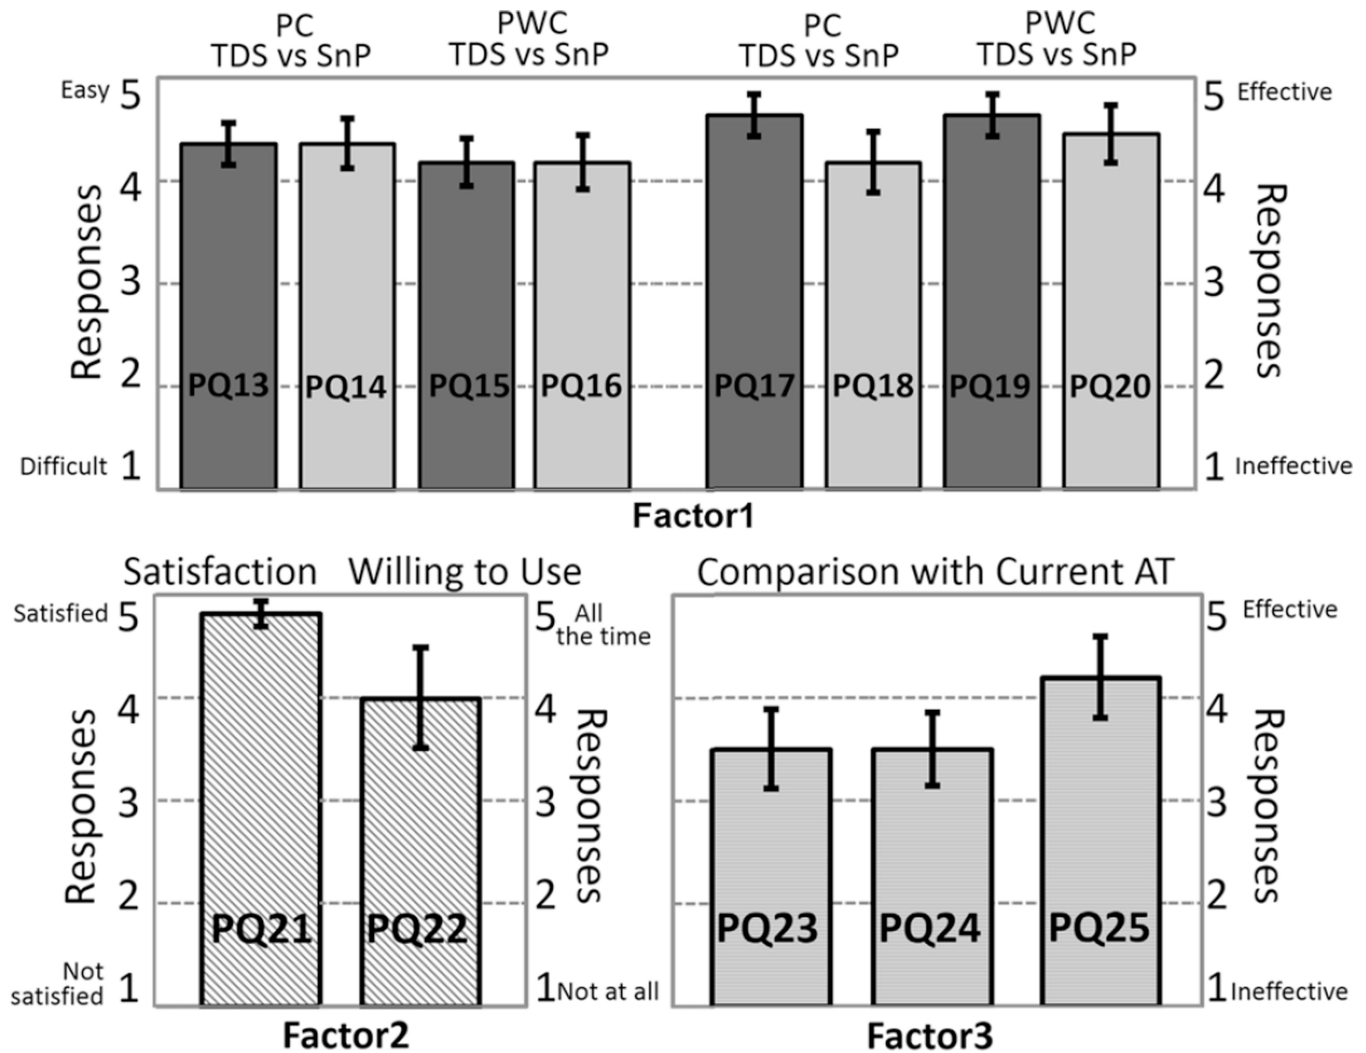 PC PWC PC PWC
TDS vs SnP TDS vs SnP TDS vs SnP TDS vs SnP
Easy 5 5 Effective
4 4
Responses Responses
3 3
2 PQ13 PQ14 PQ15 PQ16 PQ17 PQ18 PQ19 PQ20 2
Difficult 1 1 Ineffective
Factor1
Satisfaction Willing to Use Comparison with Current AT
Satisfied 5 5 All the time 5 Effective
4 4 4
Responses Responses Responses
3 3 3
2 2 2
PQ21 PQ22 PQ23 PQ24 PQ25
Not satisfied 1 1 Not at all 1 Ineffective
Factor2 Factor3